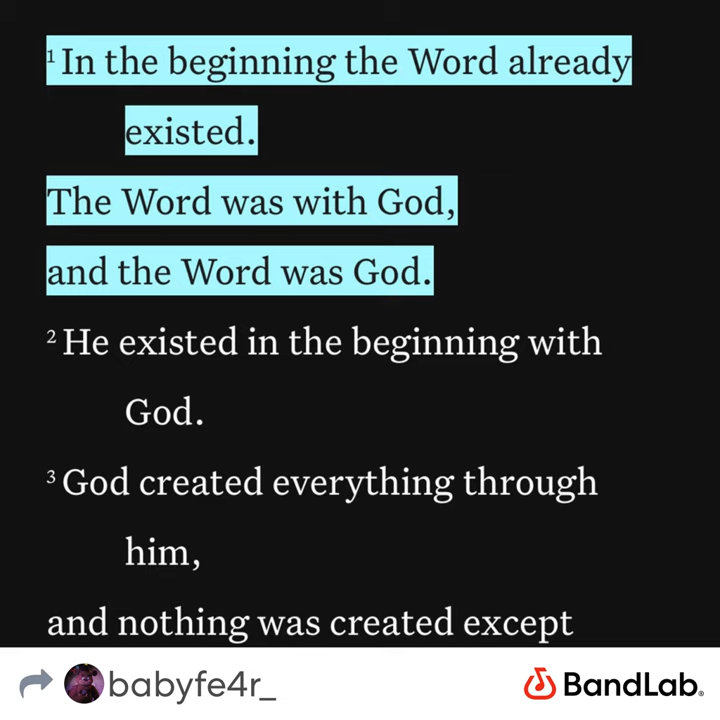 1 In the beginning the Word already
existed.
The Word was with God,
and the Word was God.
2 He existed in the beginning with
God.
3 God created everything through
him,
and nothing was created except
babyfe4r_
BandLab®